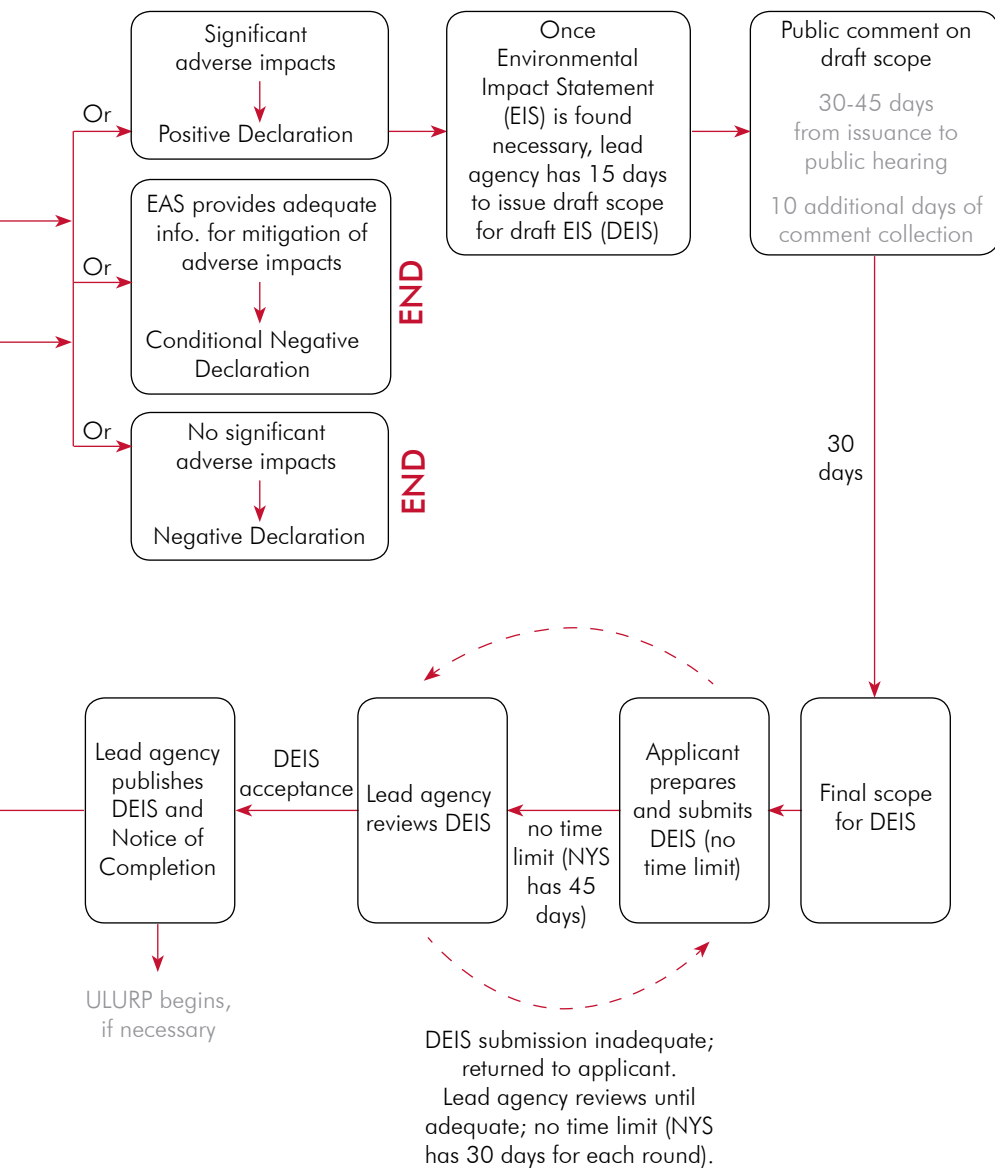 Or
Significant
adverse impacts
Positive Declaration
Once
Environmental
Impact Statement
(EIS) is found
necessary, lead
agency has 15 days
to issue draft scope
for draft EIS (DEIS)
Public comment on
draft scope
30-45 days
from issuance to
public hearing
10 additional days of
comment collection
Or
EAS provides adequate
info. for mitigation of
adverse impacts
Conditional Negative
Declaration
END
Or
No significant
adverse impacts
Negative Declaration
END
30
days
Final scope
for DEIS
Applicant
prepares
and submits
DEIS (no
time limit)
no time
limit (NYS
has 45
days)
Lead agency
reviews DEIS
DEIS
acceptance
Lead agency
publishes
DEIS and
Notice of
Completion
ULURP begins,
if necessary
DEIS submission inadequate;
returned to applicant.
Lead agency reviews until
adequate; no time limit (NYS
has 30 days for each round).